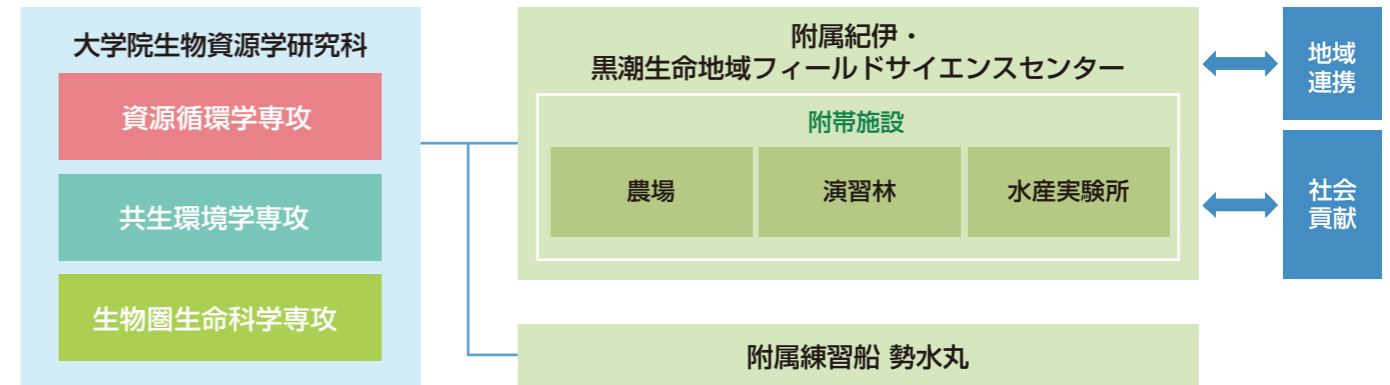 大学院生物資源学研究科
資源循環学専攻
共生環境学専攻
生物圏生命科学専攻
附属紀伊・
黒潮生命地域フィールドサイエンスセンター
附帯施設
農場
演習林
水産実験所
附属練習船 勢水丸
地域
連携
社会
貢献